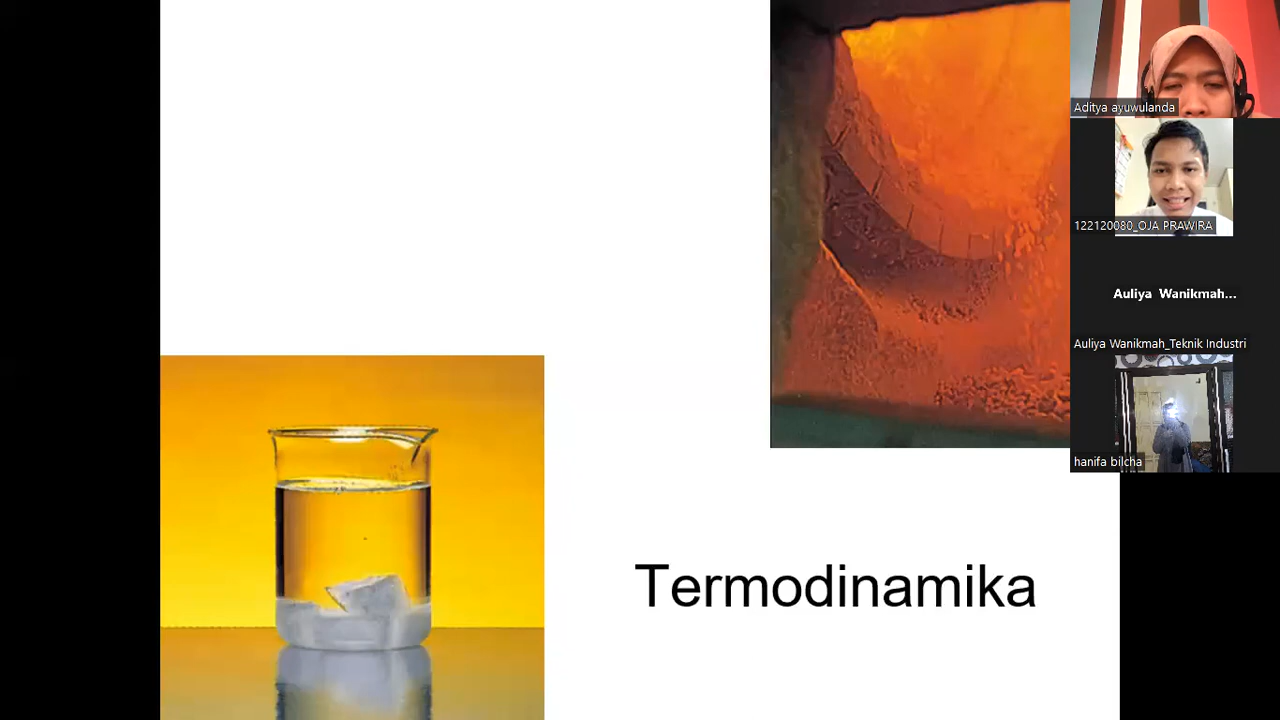 Termodinamika
Aditya ayuwulanda
122120080_OJA PRAWIRA
Auliya Wanikmah...
Auliya Wanikmah_Teknik Industri
hanifa bilcha